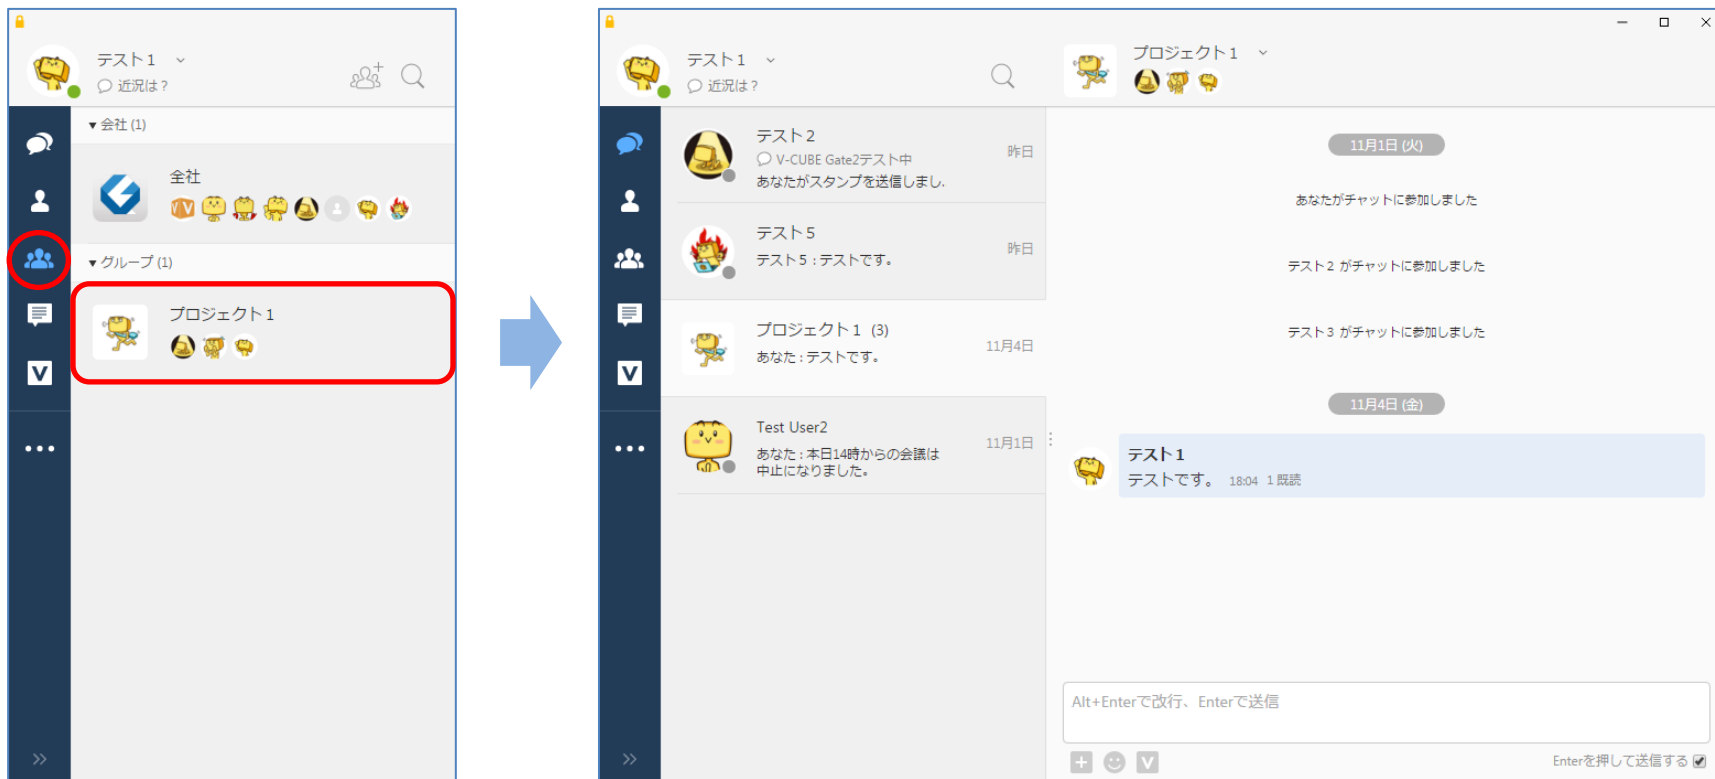 テスト1
近況は？
▼会社 (1)
全社
▼グループ (1)
プロジェクト1
テスト1
近況は？
テスト2
V-CUBE Gate2テスト中
あなたがスタンプを送信しまし.
昨日
テスト5
テスト5 : テストです。
昨日
プロジェクト1 (3)
あなた : テストです。
11月4日
Test User2
あなた : 本日14時からの会議は
中止になりました。
11月1日
プロジェクト1
11月1日 (火)
あなたがチャットに参加しました
テスト2 がチャットに参加しました
テスト3 がチャットに参加しました
11月4日 (金)
テスト1
テストです。 18:04 1 既読
Alt+Enterで改行、Enterで送信
Enterを押して送信する